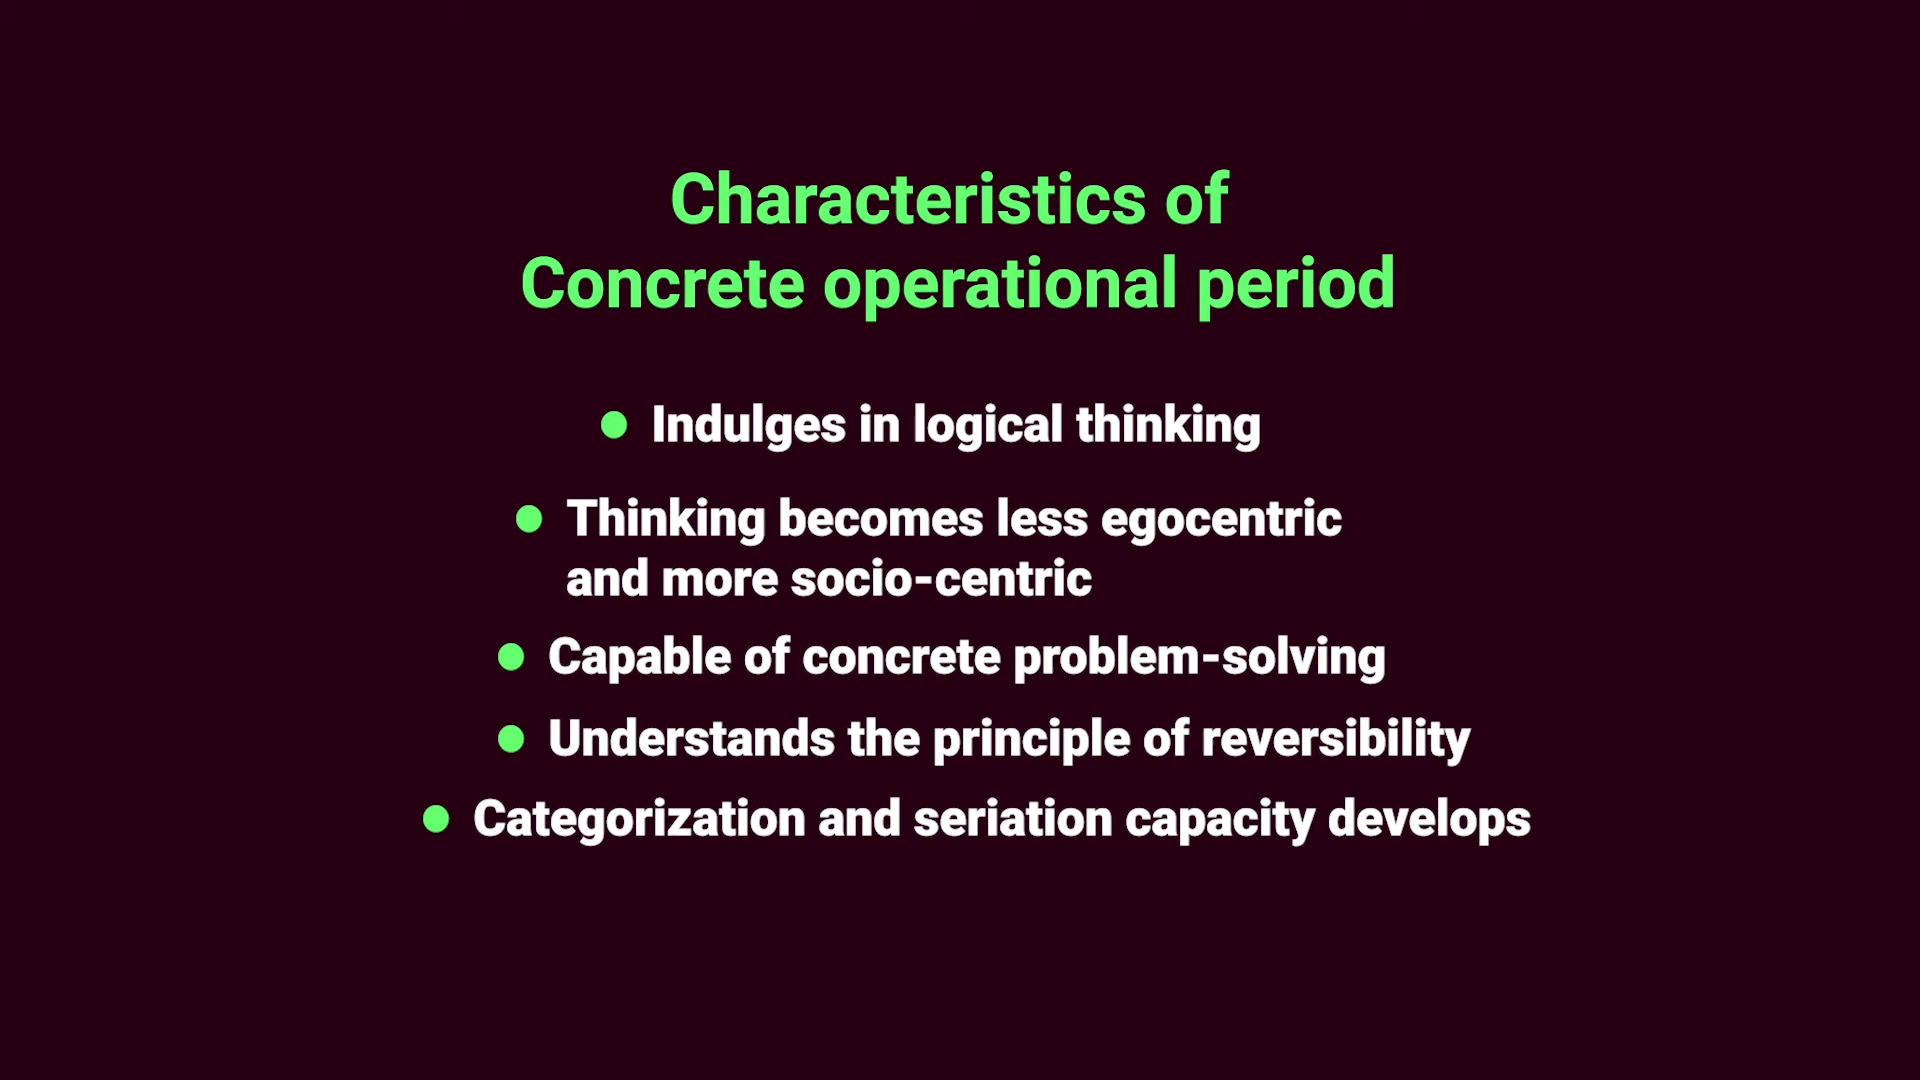 Characteristics of
Concrete operational period
● Indulges in logical thinking
● Thinking becomes less egocentric
and more socio-centric
● Capable of concrete problem-solving
● Understands the principle of reversibility
● Categorization and seriation capacity develops